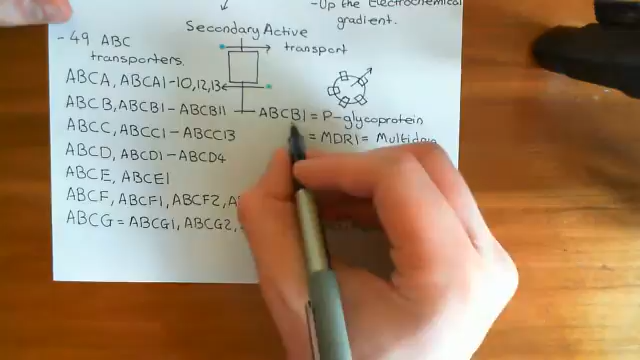 -Up the Electrochemical
gradient.
Secondary Active
transport
- 49 ABC
transporters.
ABCA, ABCA1-10,12,13
ABCB, ABCB1 - ABCB11
ABCB1 = P-glycoprotein
= MDR1 = Multidrug
ABCC, ABCC1 - ABCC13
ABCD, ABCD1 - ABCD4
ABCE, ABCE1
ABCF, ABCF1, ABCF2,
ABCG = ABCG1, ABCG2,